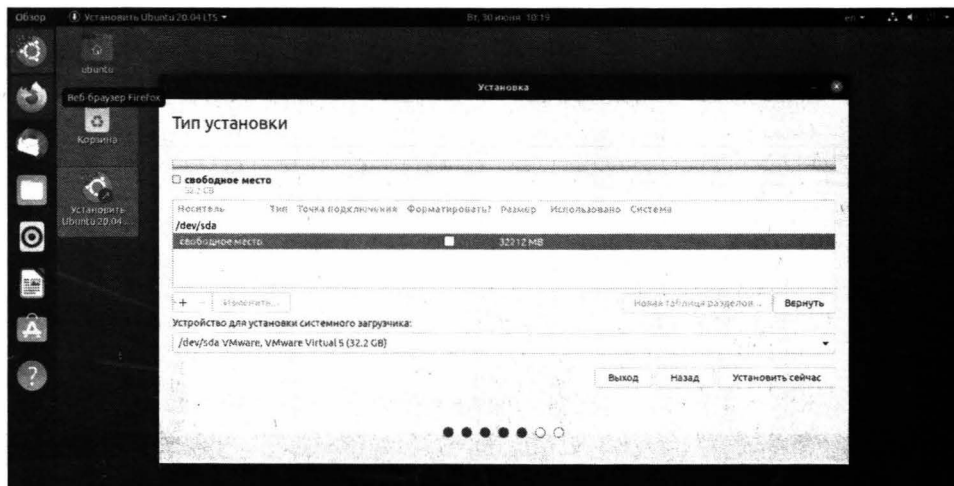 Обзор
Установить Ubuntu 20.04 LTS
Вт, 30 июня 10:19
en
ubuntu
Веб-браузер Firefox
Корзина
Установить
Ubuntu 20.04...
Установка
Тип установки
свободное место
32.2 GB
Носитель Тип Точка подключения Форматировать? Размер Использовано Система
/dev/sda
свободное место 32212 MB
+ − Изменить...
Новая таблица разделов... Вернуть
Устройство для установки системного загрузчика:
/dev/sda VMware, VMware Virtual S (32.2 GB)
Выход Назад Установить сейчас